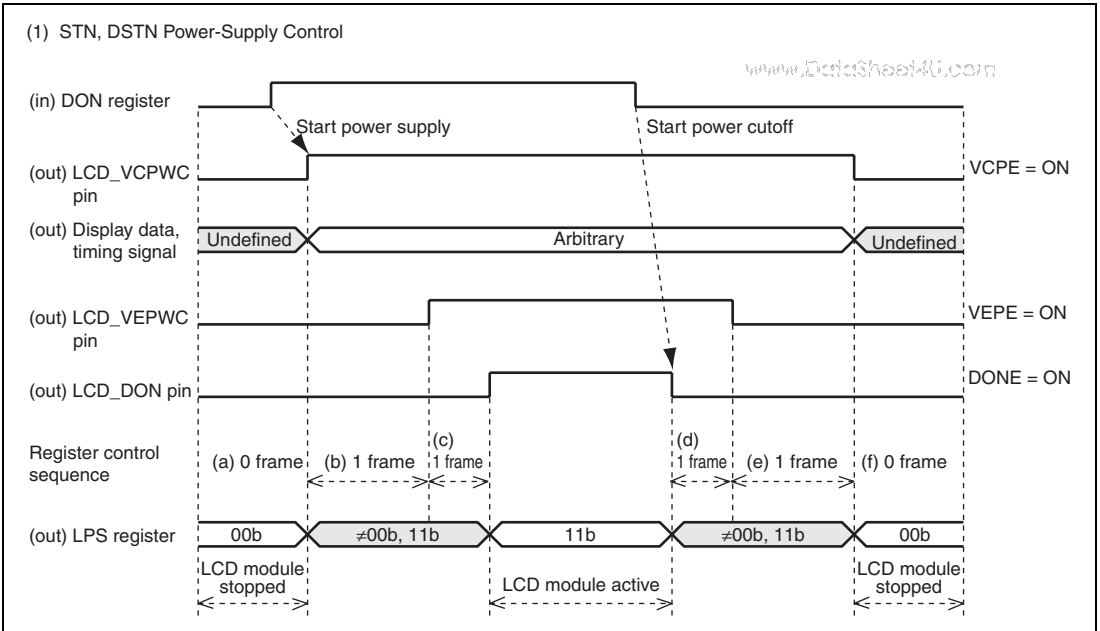 (1) STN, DSTN Power-Supply Control
www.DataSheet4U.com
(in) DON register
Start power supply
Start power cutoff
(out) LCD_VCPWC
pin
VCPE = ON
(out) Display data,
timing signal
Undefined
Arbitrary
Undefined
(out) LCD_VEPWC
pin
VEPE = ON
(out) LCD_DON pin
DONE = ON
Register control
sequence
(a) 0 frame
(b) 1 frame
(c)
1 frame
(d)
1 frame
(e) 1 frame
(f) 0 frame
(out) LPS register
00b
≠00b, 11b
11b
≠00b, 11b
00b
LCD module
stopped
LCD module active
LCD module
stopped